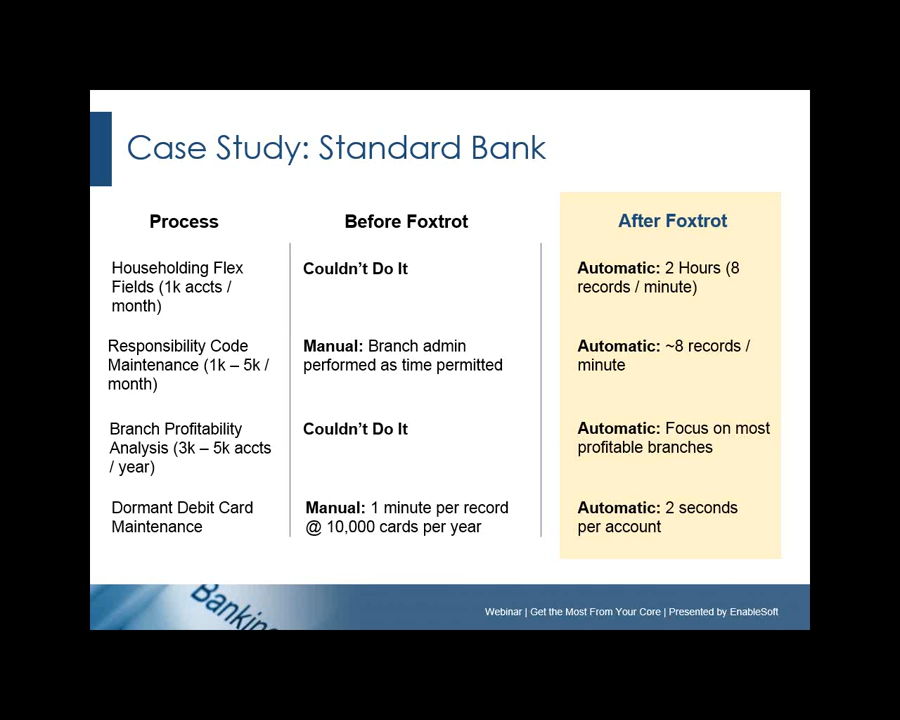 Case Study: Standard Bank
Process
Before Foxtrot
After Foxtrot
Householding Flex
Fields (1k accts /
month)
Couldn't Do It
Automatic: 2 Hours (8
records / minute)
Responsibility Code
Maintenance (1k – 5k /
month)
Manual: Branch admin
performed as time permitted
Automatic: ~8 records /
minute
Branch Profitability
Analysis (3k – 5k accts
/ year)
Couldn't Do It
Automatic: Focus on most
profitable branches
Dormant Debit Card
Maintenance
Manual: 1 minute per record
@ 10,000 cards per year
Automatic: 2 seconds
per account
Banking
Webinar | Get the Most From Your Core | Presented by EnableSoft